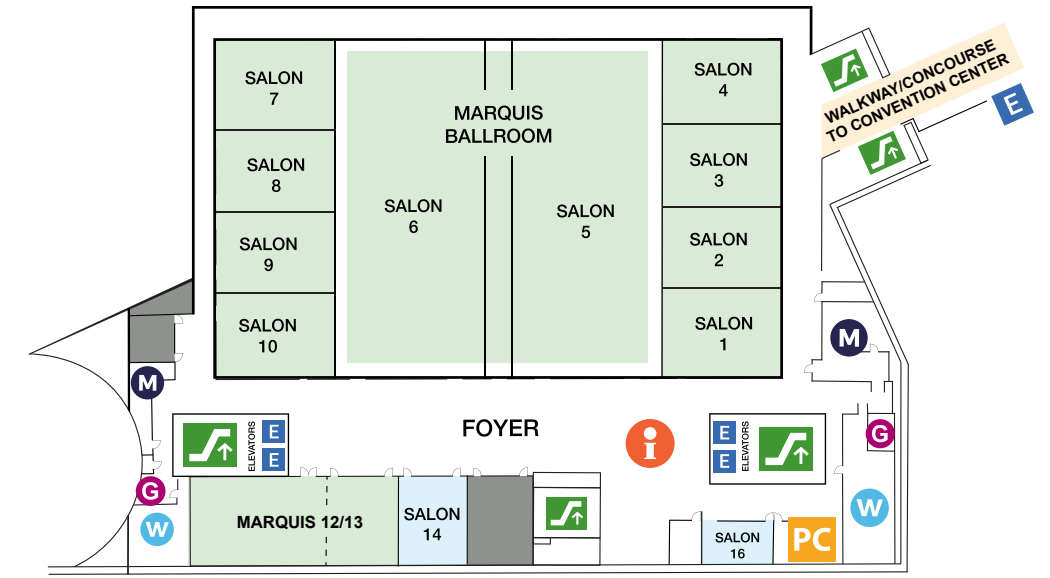 SALON
7
SALON
8
SALON
9
SALON
10
MARQUIS
BALLROOM
SALON
6
SALON
5
SALON
4
SALON
3
SALON
2
SALON
1
WALKWAY/CONCOURSE
TO CONVENTION CENTER
E
M
M
FOYER
i
ELEVATORS
E
E
E
E
ELEVATORS
G
G
W
W
MARQUIS 12/13
SALON
14
SALON
16
PC